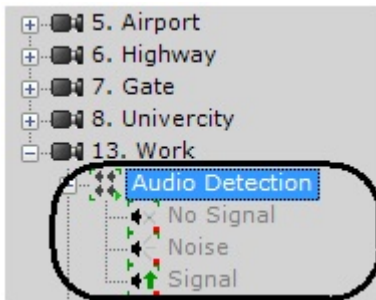 5. Airport
6. Highway
7. Gate
8. Univercity
13. Work
Audio Detection
No Signal
Noise
Signal